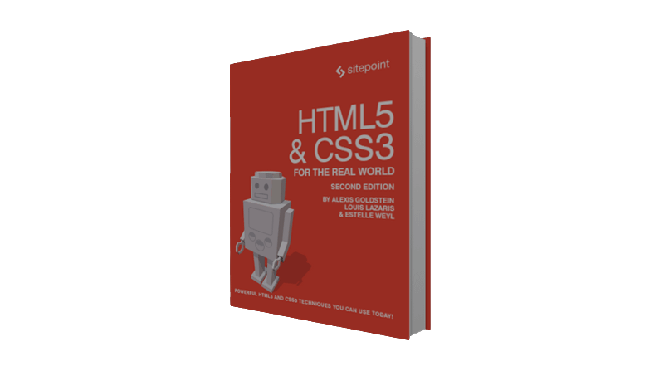 sitepoint
HTML5
& CSS3
FOR THE REAL WORLD
SECOND EDITION
BY ALEXIS GOLDSTEIN
LOUIS LAZARIS
& ESTELLE WEYL
POWERFUL HTML5 AND CSS3 TECHNIQUES YOU CAN USE TODAY!